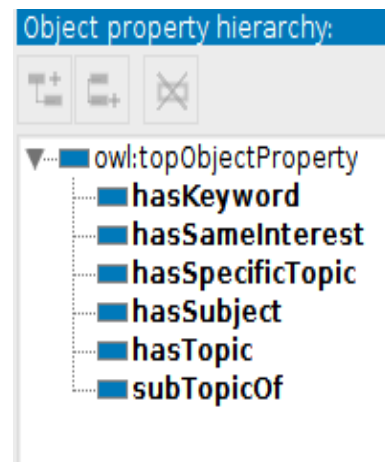 Object property hierarchy:
owl:topObjectProperty
hasKeyword
hasSameInterest
hasSpecificTopic
hasSubject
hasTopic
subTopicOf